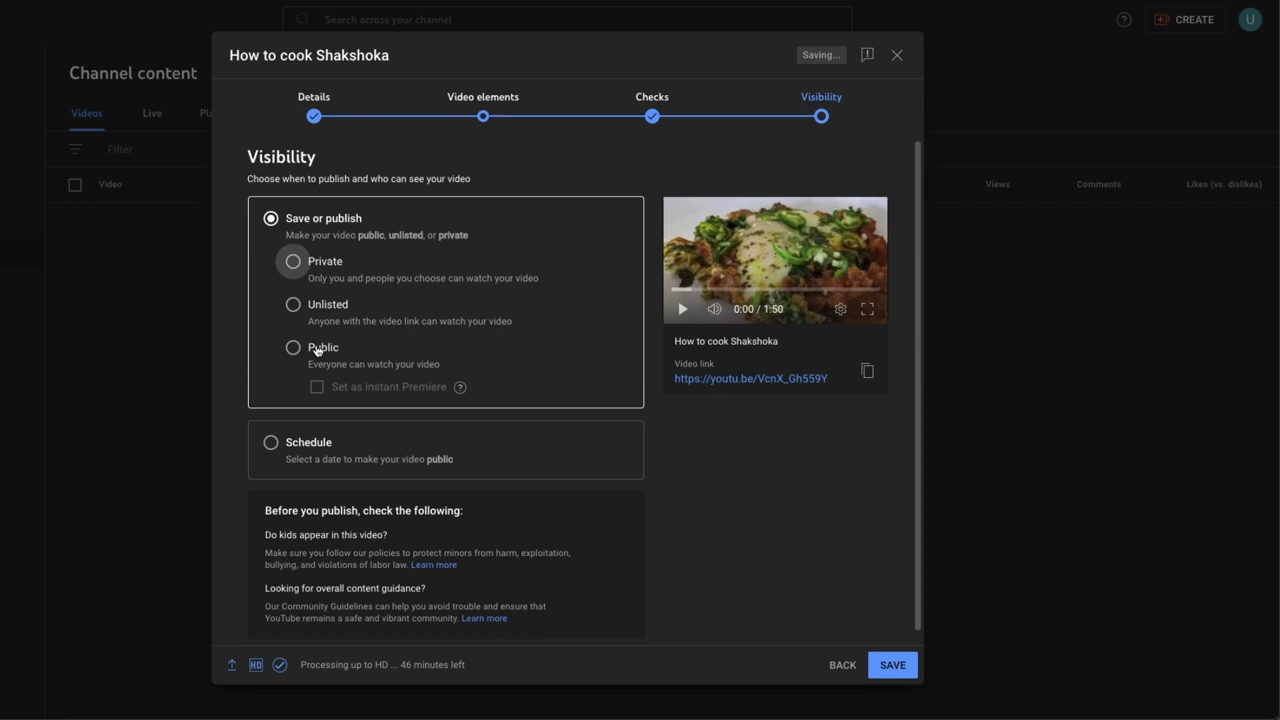 Search across your channel
CREATE
U
How to cook Shakshoka
Saving...
Channel content
Details
Video elements
Checks
Visibility
Videos
Live
Pla
Filter
Video
Views
Comments
Likes (vs. dislikes)
Visibility
Choose when to publish and who can see your video
Save or publish
Make your video public, unlisted, or private
Private
Only you and people you choose can watch your video
Unlisted
Anyone with the video link can watch your video
Public
Everyone can watch your video
Set as instant Premiere
0:00 / 1:50
How to cook Shakshoka
Video link
https://youtu.be/VcnX_Gh559Y
Schedule
Select a date to make your video public
Before you publish, check the following:
Do kids appear in this video?
Make sure you follow our policies to protect minors from harm, exploitation,
bullying, and violations of labor law. Learn more
Looking for overall content guidance?
Our Community Guidelines can help you avoid trouble and ensure that
YouTube remains a safe and vibrant community. Learn more
HD
Processing up to HD ... 46 minutes left
BACK
SAVE